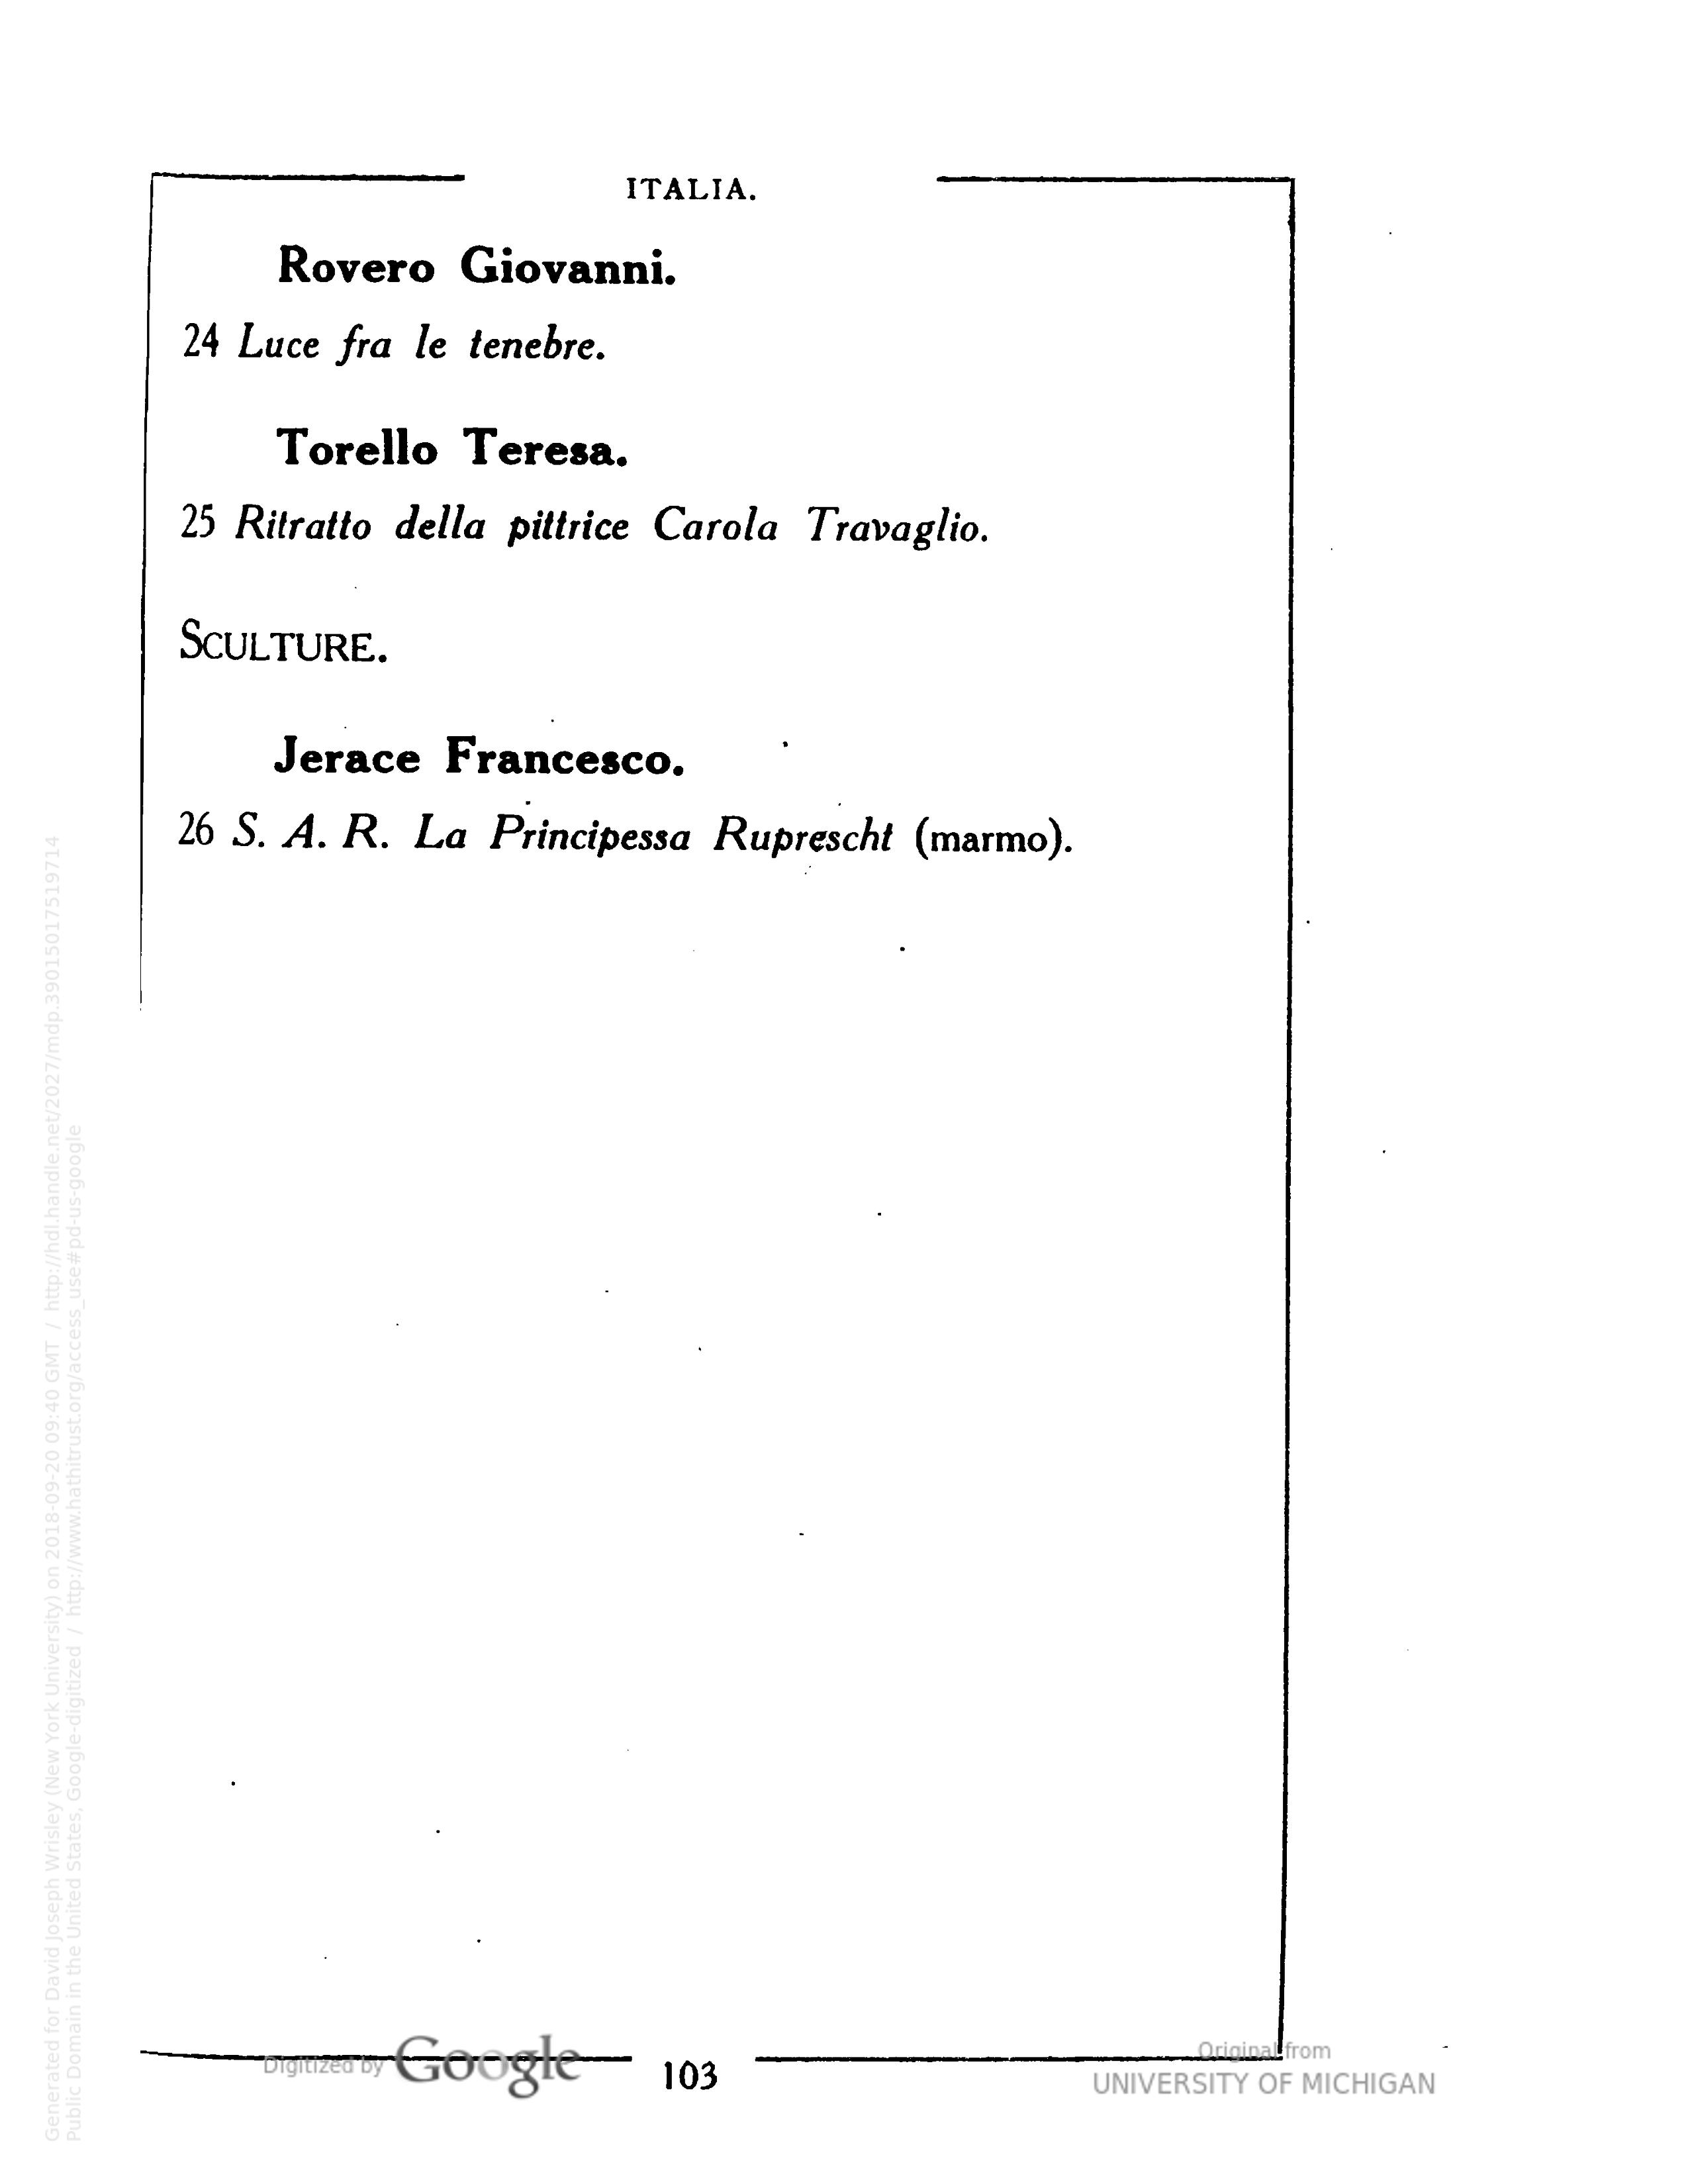 ITALIA.
Rovero Giovanni.
24 Luce fra le tenebre.
Torello Teresa.
25 Ritratto della pittrice Carola Travaglio.
SCULTURE.
Jerace Francesco.
26 S. A. R. La Principessa Ruprescht (marmo).
103
Digitized by Google
Original from
UNIVERSITY OF MICHIGAN
Generated for David Joseph Wrisley (New York University) on 2018-09-20 09:40 GMT / http://hdl.handle.net/2027/mdp.39015017519714
Public Domain in the United States, Google-digitized / http://www.hathitrust.org/access_use#pd-us-google